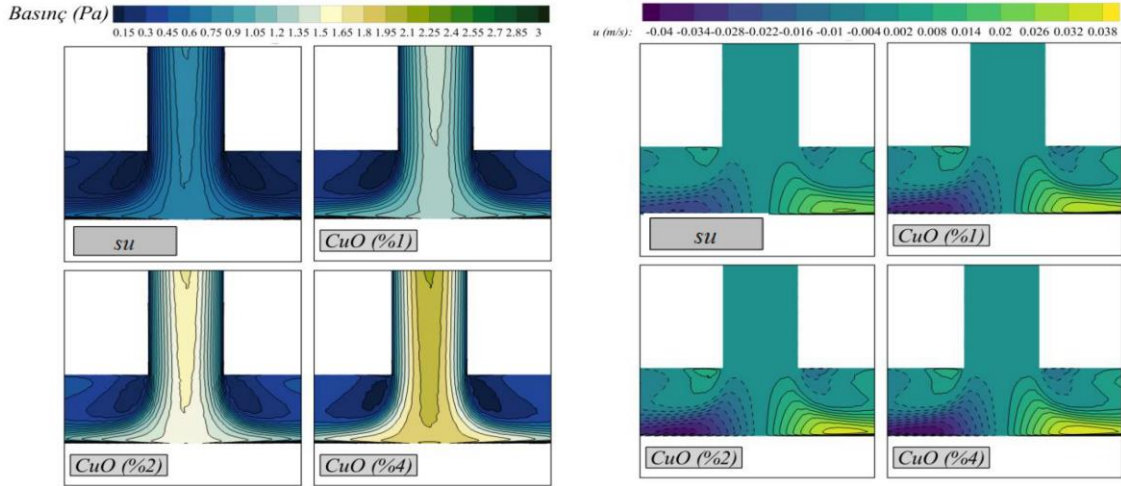 Basınç (Pa)
0.15 0.3 0.45 0.6 0.75 0.9 1.05 1.2 1.35 1.5 1.65 1.8 1.95 2.1 2.25 2.4 2.55 2.7 2.85 3
su
CuO (%1)
CuO (%2)
CuO (%4)
u (m/s): -0.04 -0.034 -0.028 -0.022 -0.016 -0.01 -0.004 0.002 0.008 0.014 0.02 0.026 0.032 0.038
su
CuO (%1)
CuO (%2)
CuO (%4)